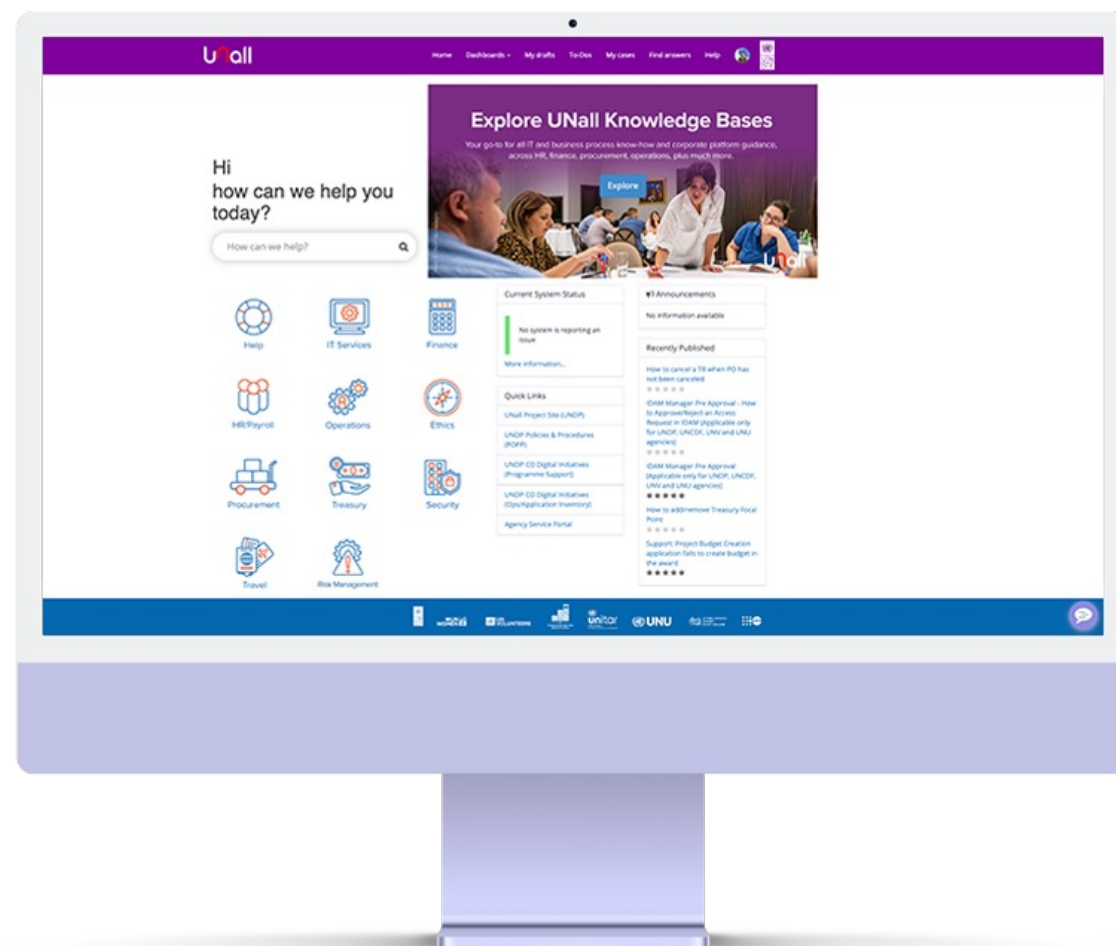 UNall
Home Dashboards My drafts To-Dos My cases Find answers Help
Explore UNall Knowledge Bases
Your go-to for all IT and business process know-how and corporate platform guidance,
across HR, finance, procurement, operations, plus much more.
Explore
unall
Hi
how can we help you
today?
How can we help?
Help
IT Services
Finance
HR/Payroll
Operations
Ethics
Procurement
Treasury
Security
Travel
Risk Management
Current System Status
No system is reporting an
issue
More information...
Quick Links
UNall Project Site (UNDP)
UNDP Policies & Procedures
(POPP)
UNDP CO Digital Initiatives
(Programme Support)
UNDP CO Digital Initiatives
(Ops/Application Inventory)
Agency Service Portal
Announcements
No information available
Recently Published
How to cancel a TR when PO has
not been canceled
IDAM Manager Pre Approval - How
to Approve/Reject an Access
Request in IDAM (Applicable only
for UNDP, UNCDF, UNV and UNU
agencies)
IDAM Manager Pre Approval
(Applicable only for UNDP, UNCDF,
UNV and UNU agencies)
How to add/remove Treasury Focal
Point
Support: Project Budget Creation
application fails to create budget in
the award
WOMEN
VOLUNTEERS
unitar
UNU